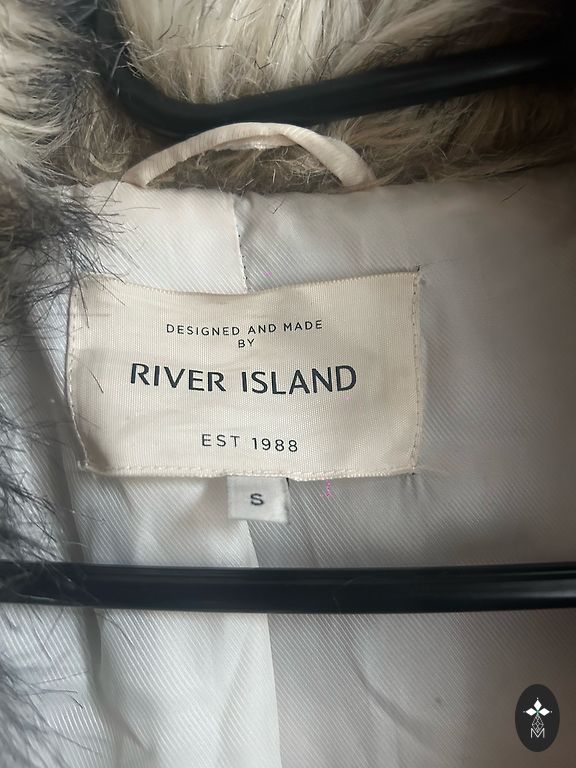 DESIGNED AND MADE
BY
RIVER ISLAND
EST 1988
S
M